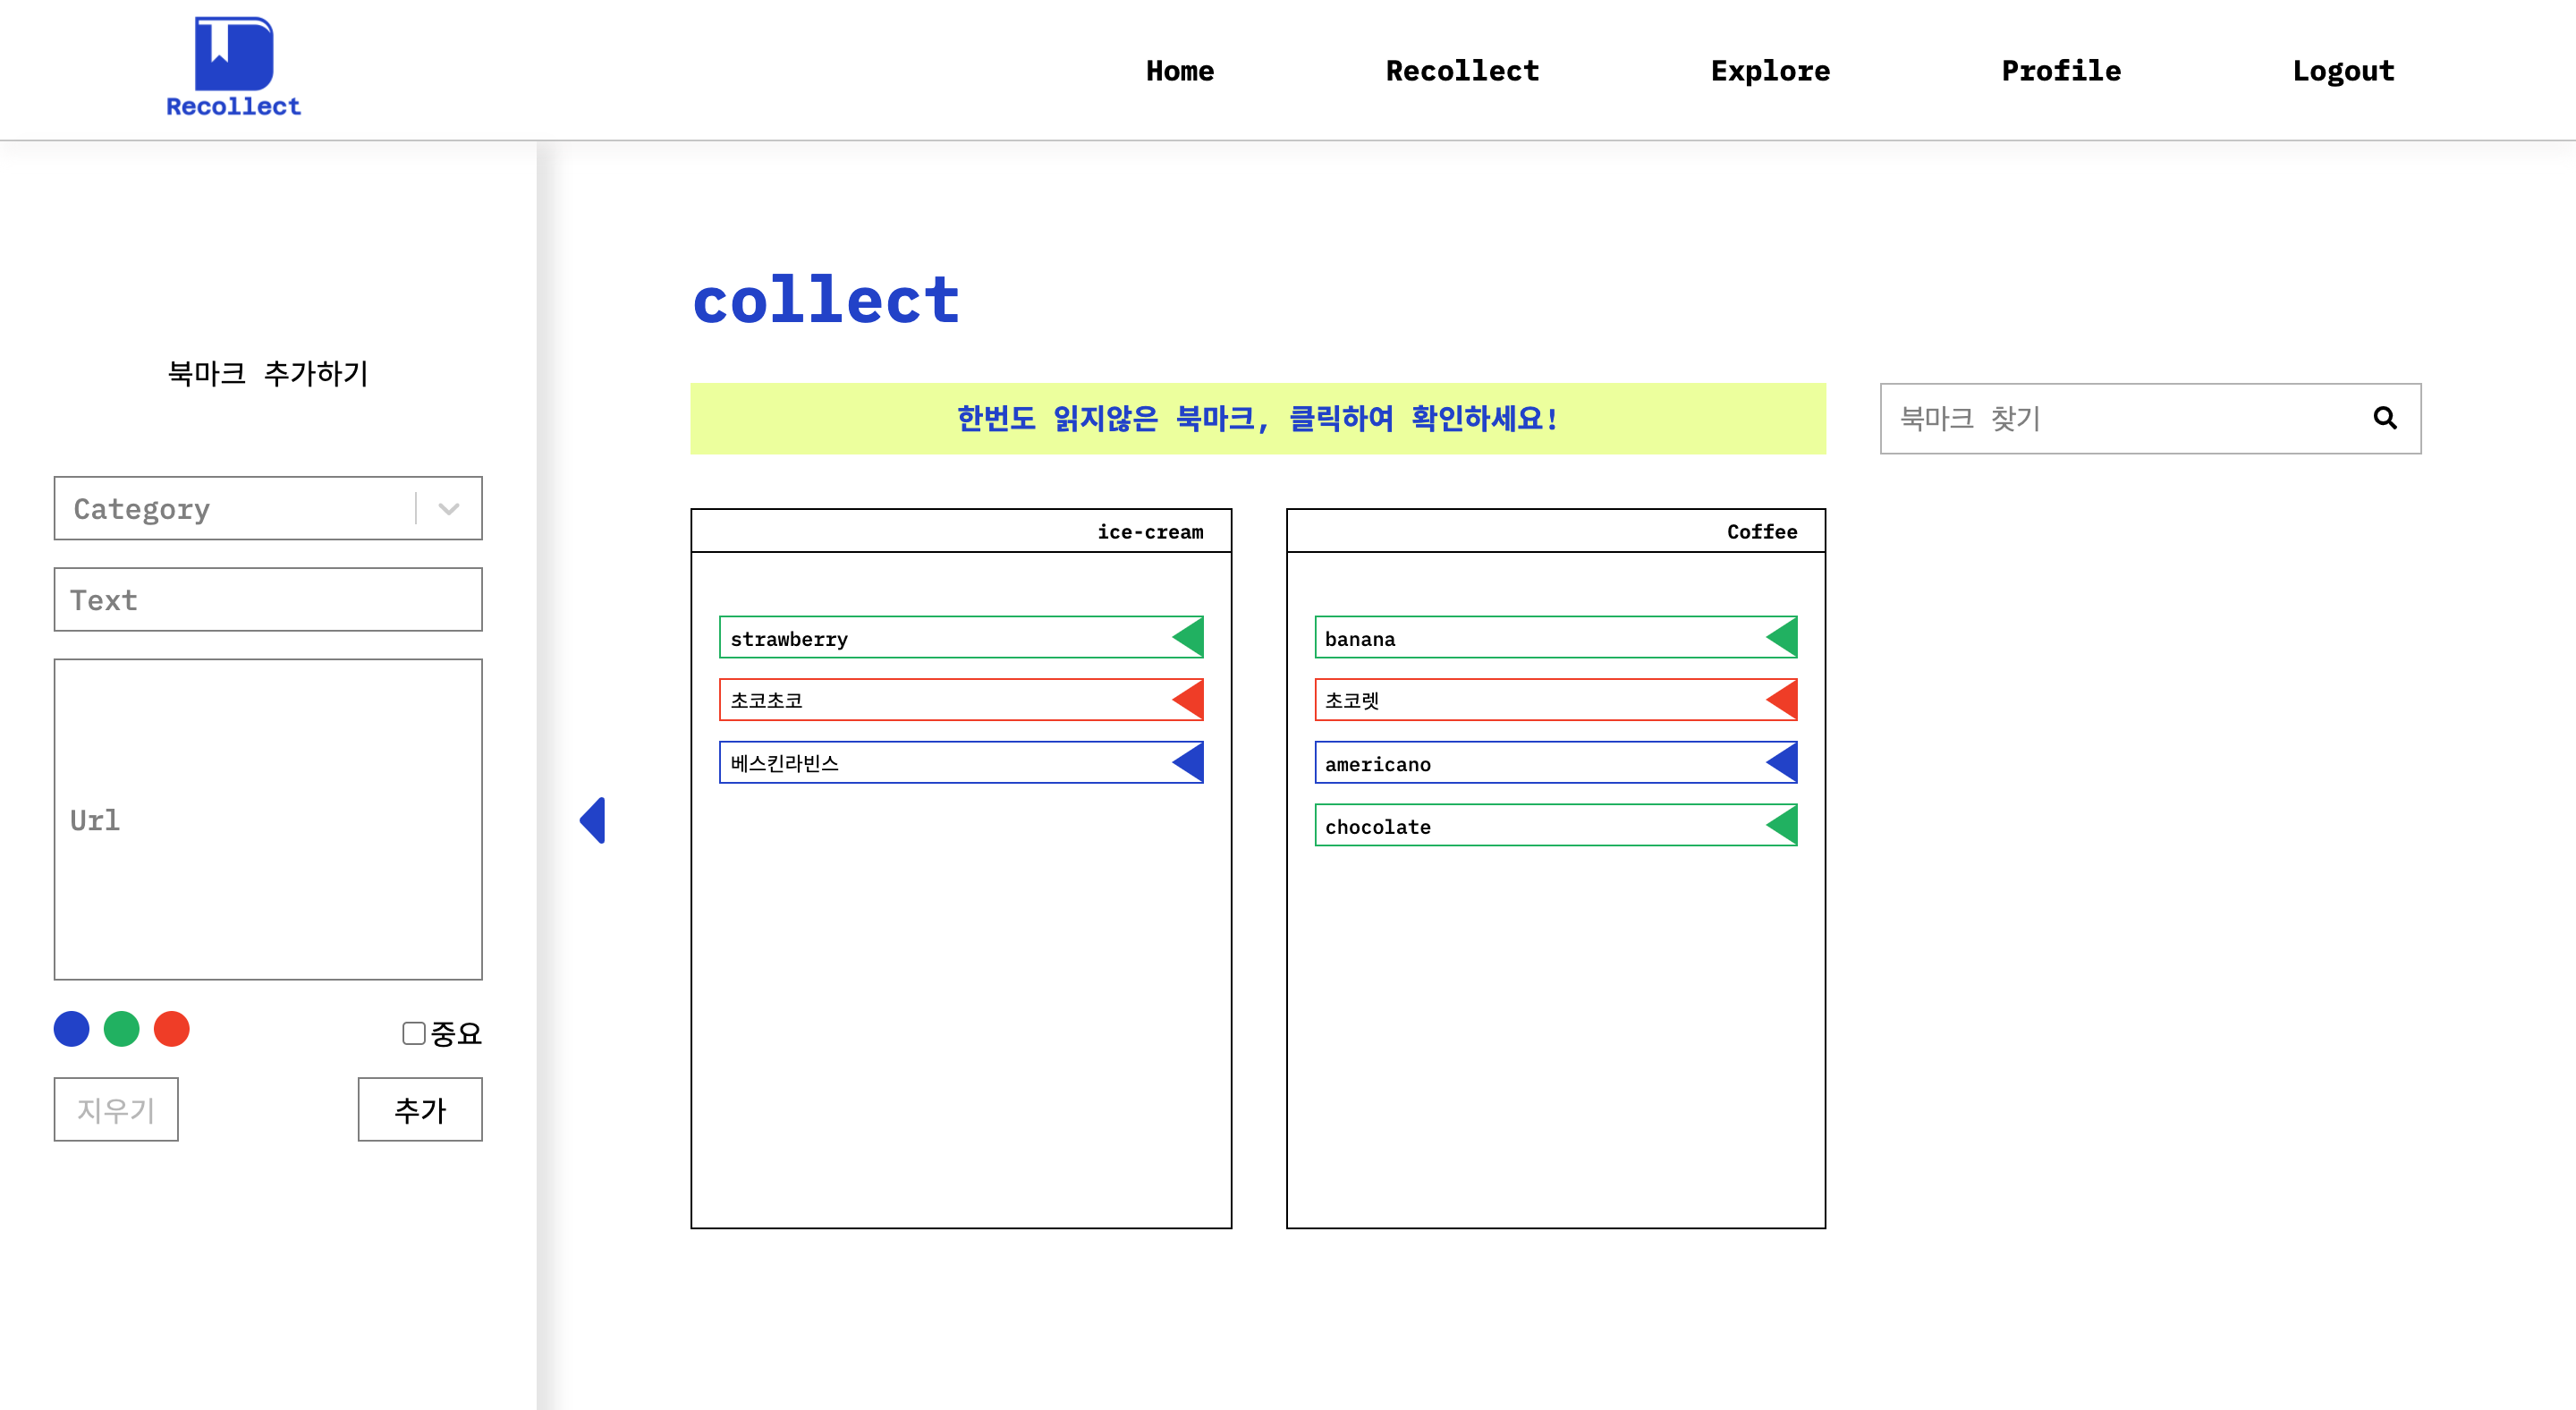 Recollect
Home
Recollect
Explore
Profile
Logout
북마크 추가하기
Category
Text
Url
중요
지우기
추가
collect
한번도 읽지않은 북마크, 클릭하여 확인하세요!
북마크 찾기
ice-cream
strawberry
초코초코
베스킨라빈스
Coffee
banana
초코렛
americano
chocolate